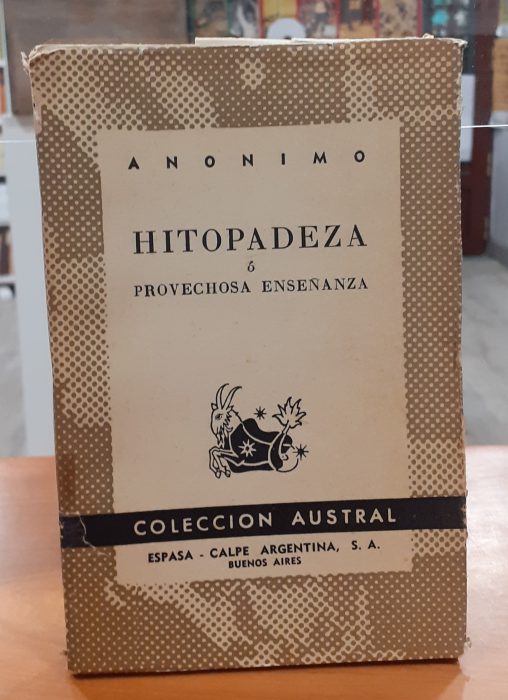 ANONIMO
HITOPADEZA
ó
PROVECHOSA ENSEÑANZA
COLECCION AUSTRAL
ESPASA - CALPE ARGENTINA, S. A.
BUENOS AIRES